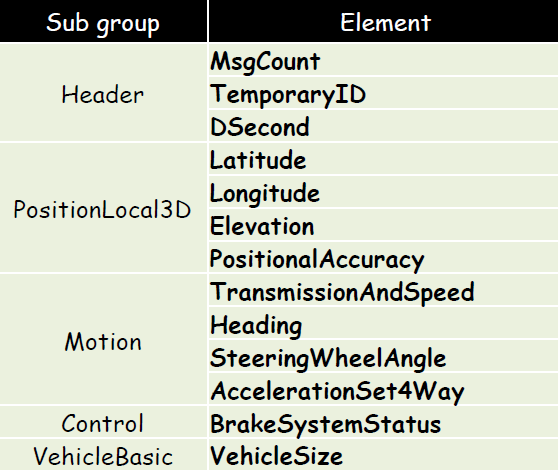 Sub group Element
Header MsgCount
TemporaryID
DSecond
PositionLocal3D Latitude
Longitude
Elevation
PositionalAccuracy
Motion TransmissionAndSpeed
Heading
SteeringWheelAngle
AccelerationSet4Way
Control BrakeSystemStatus
VehicleBasic VehicleSize